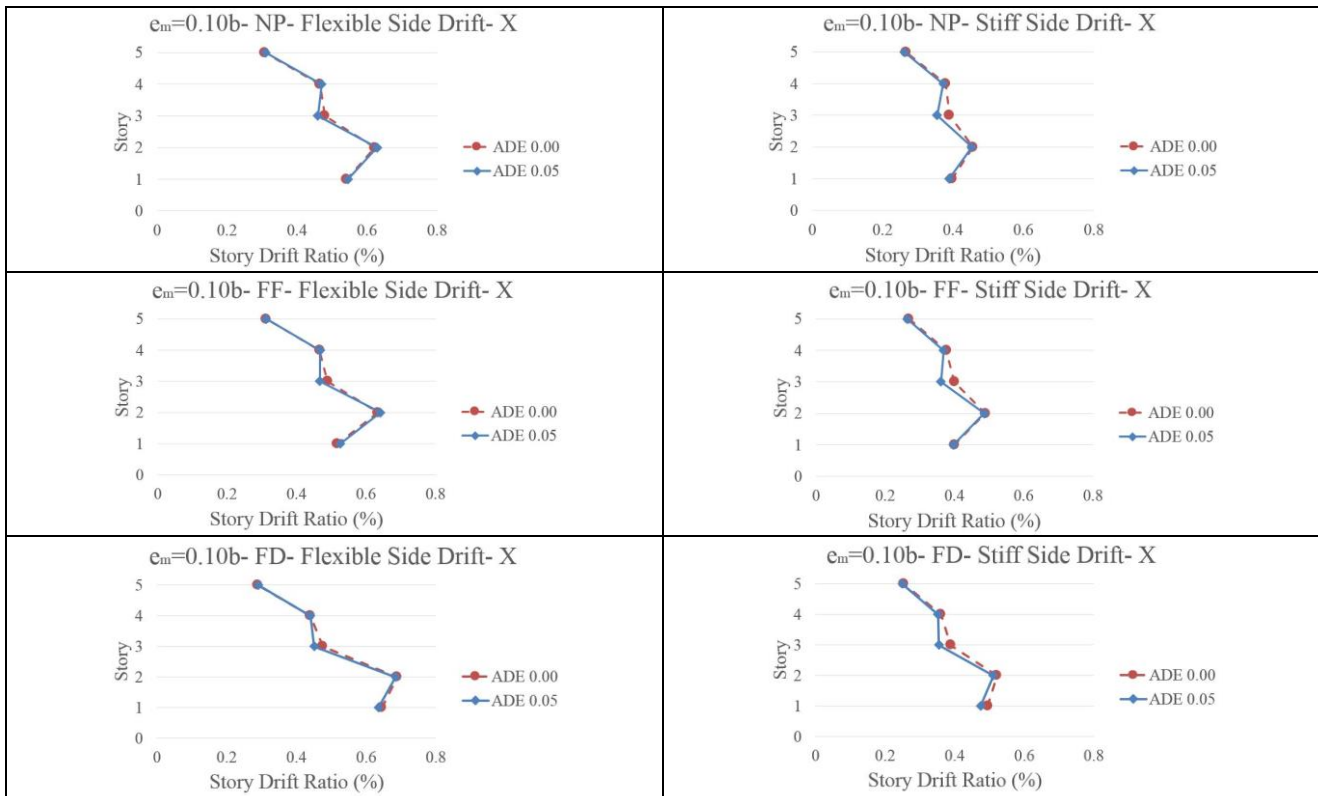 em=0.10b- NP- Flexible Side Drift- X
5
4
3
2
1
0
Story
0 0.2 0.4 0.6 0.8
Story Drift Ratio (%)
ADE 0.00
ADE 0.05
em=0.10b- NP- Stiff Side Drift- X
5
4
3
2
1
0
Story
0 0.2 0.4 0.6 0.8
Story Drift Ratio (%)
ADE 0.00
ADE 0.05
em=0.10b- FF- Flexible Side Drift- X
5
4
3
2
1
0
Story
0 0.2 0.4 0.6 0.8
Story Drift Ratio (%)
ADE 0.00
ADE 0.05
em=0.10b- FF- Stiff Side Drift- X
5
4
3
2
1
0
Story
0 0.2 0.4 0.6 0.8
Story Drift Ratio (%)
ADE 0.00
ADE 0.05
em=0.10b- FD- Flexible Side Drift- X
5
4
3
2
1
0
Story
0 0.2 0.4 0.6 0.8
Story Drift Ratio (%)
ADE 0.00
ADE 0.05
em=0.10b- FD- Stiff Side Drift- X
5
4
3
2
1
0
Story
0 0.2 0.4 0.6 0.8
Story Drift Ratio (%)
ADE 0.00
ADE 0.05